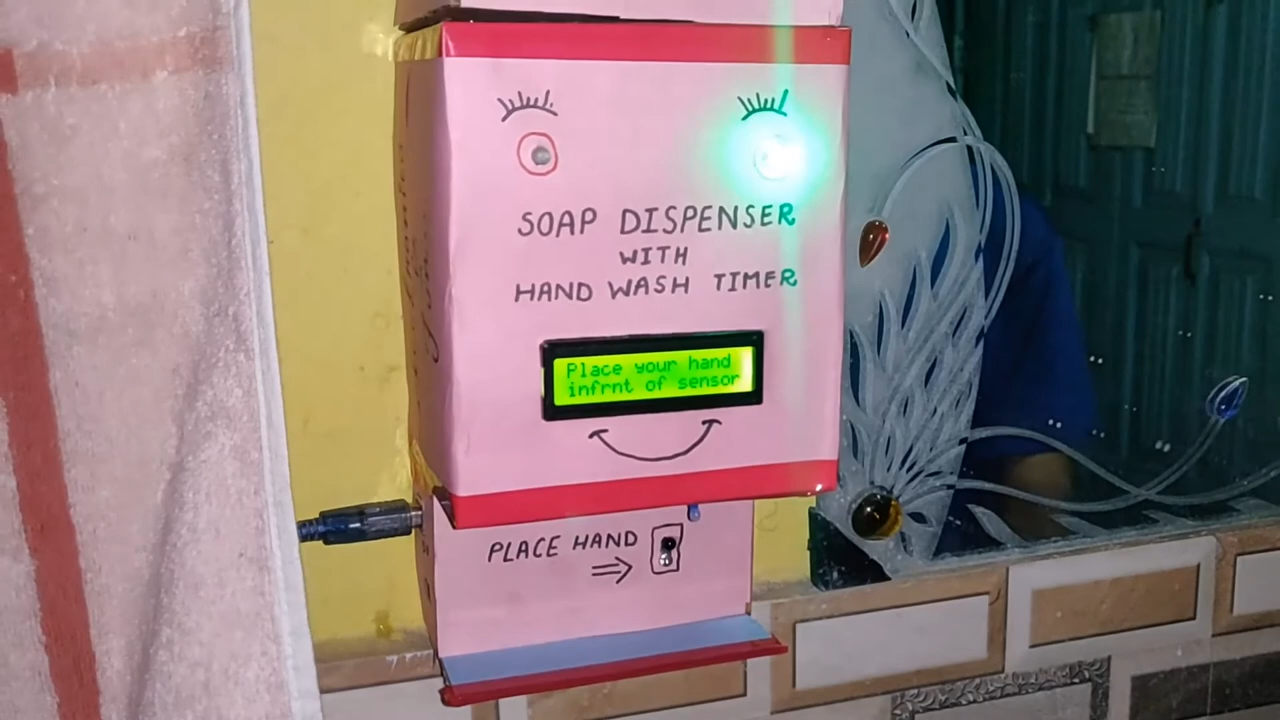 SOAP DISPENSER
WITH
HAND WASH TIMER
Place your hand
infrnt of sensor
PLACE HAND